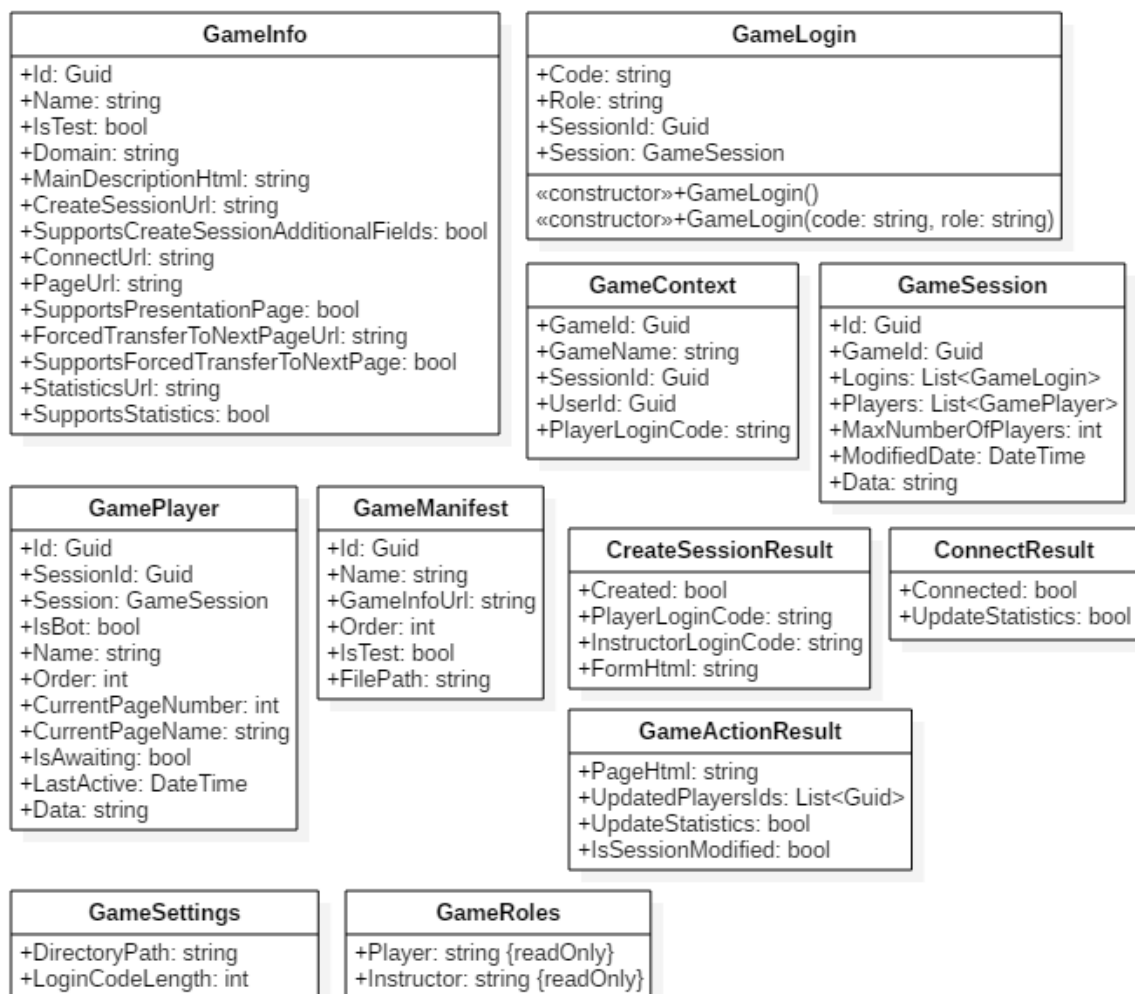 GameInfo
+Id: Guid
+Name: string
+IsTest: bool
+Domain: string
+MainDescriptionHtml: string
+CreateSessionUrl: string
+SupportsCreateSessionAdditionalFields: bool
+ConnectUrl: string
+PageUrl: string
+SupportsPresentationPage: bool
+ForcedTransferToNextPageUrl: string
+SupportsForcedTransferToNextPage: bool
+StatisticsUrl: string
+SupportsStatistics: bool
GameLogin
+Code: string
+Role: string
+SessionId: Guid
+Session: GameSession
«constructor»+GameLogin()
«constructor»+GameLogin(code: string, role: string)
GameContext
+GameId: Guid
+GameName: string
+SessionId: Guid
+UserId: Guid
+PlayerLoginCode: string
GameSession
+Id: Guid
+GameId: Guid
+Logins: List<GameLogin>
+Players: List<GamePlayer>
+MaxNumberOfPlayers: int
+ModifiedDate: DateTime
+Data: string
GamePlayer
+Id: Guid
+SessionId: Guid
+Session: GameSession
+IsBot: bool
+Name: string
+Order: int
+CurrentPageNumber: int
+CurrentPageName: string
+IsAwaiting: bool
+LastActive: DateTime
+Data: string
GameManifest
+Id: Guid
+Name: string
+GameInfoUrl: string
+Order: int
+IsTest: bool
+FilePath: string
CreateSessionResult
+Created: bool
+PlayerLoginCode: string
+InstructorLoginCode: string
+FormHtml: string
ConnectResult
+Connected: bool
+UpdateStatistics: bool
GameActionResult
+PageHtml: string
+UpdatedPlayersIds: List<Guid>
+UpdateStatistics: bool
+IsSessionModified: bool
GameSettings
+DirectoryPath: string
+LoginCodeLength: int
GameRoles
+Player: string {readOnly}
+Instructor: string {readOnly}